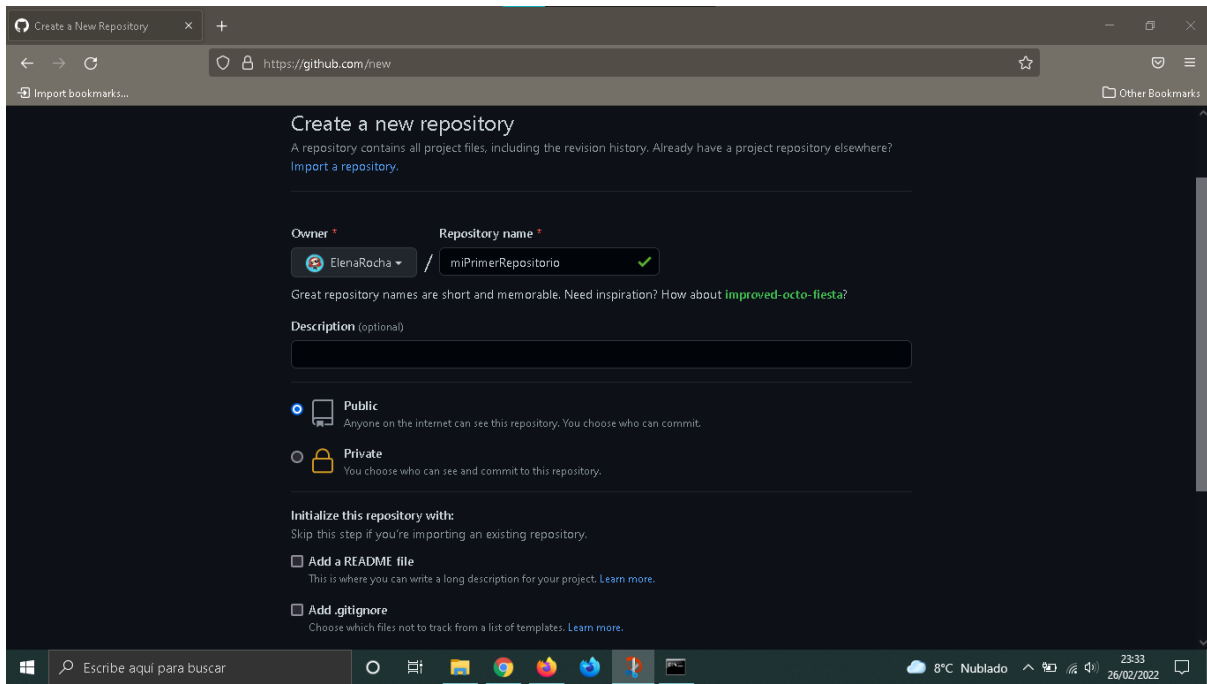 Create a New Repository
https://github.com/new
Import bookmarks...
Other Bookmarks
Create a new repository
A repository contains all project files, including the revision history. Already have a project repository elsewhere?
Import a repository.
Owner *
Repository name *
ElenaRocha
/
miPrimerRepositorio
Great repository names are short and memorable. Need inspiration? How about improved-octo-fiesta?
Description (optional)
Public
Anyone on the internet can see this repository. You choose who can commit.
Private
You choose who can see and commit to this repository.
Initialize this repository with:
Skip this step if you're importing an existing repository.
Add a README file
This is where you can write a long description for your project. Learn more.
Add .gitignore
Choose which files not to track from a list of templates. Learn more.
Escribe aquí para buscar
8°C Nublado
23:33
26/02/2022